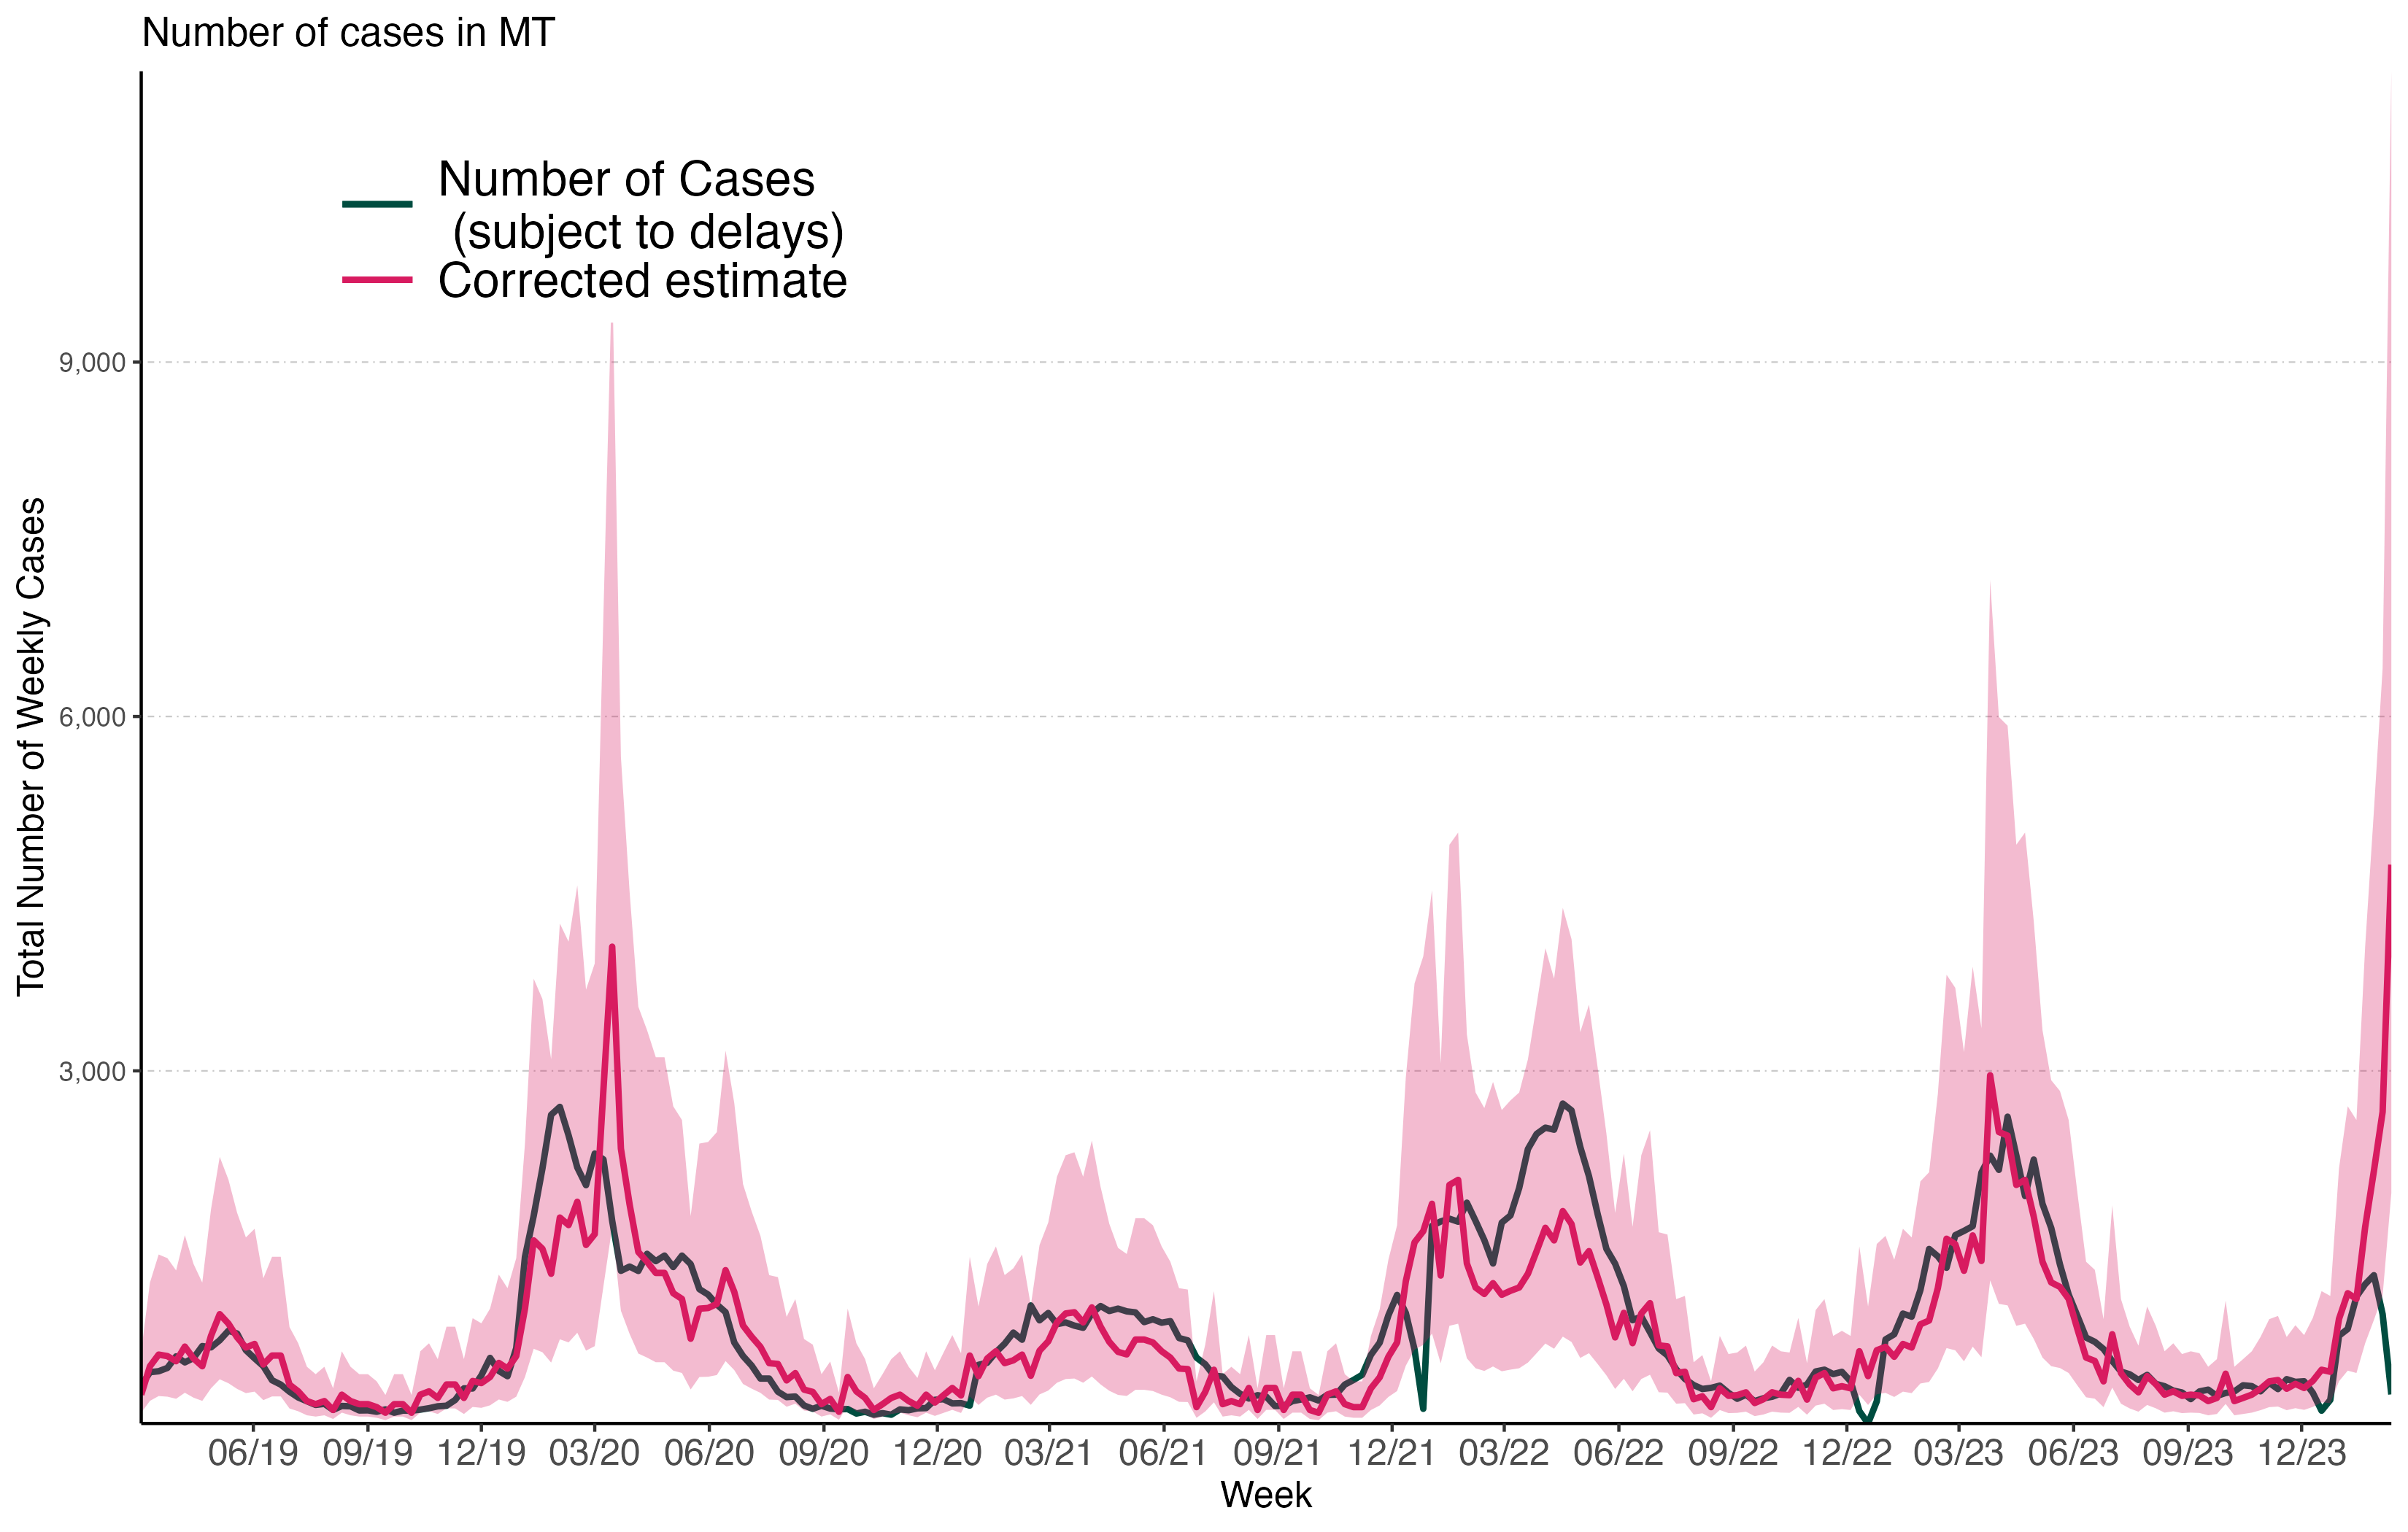 Number of cases in MT
Number of Cases
(subject to delays)
Corrected estimate
9,000
6,000
3,000
Total Number of Weekly Cases
06/19 09/19 12/19 03/20 06/20 09/20 12/20 03/21 06/21 09/21 12/21 03/22 06/22 09/22 12/22 03/23 06/23 09/23 12/23
Week